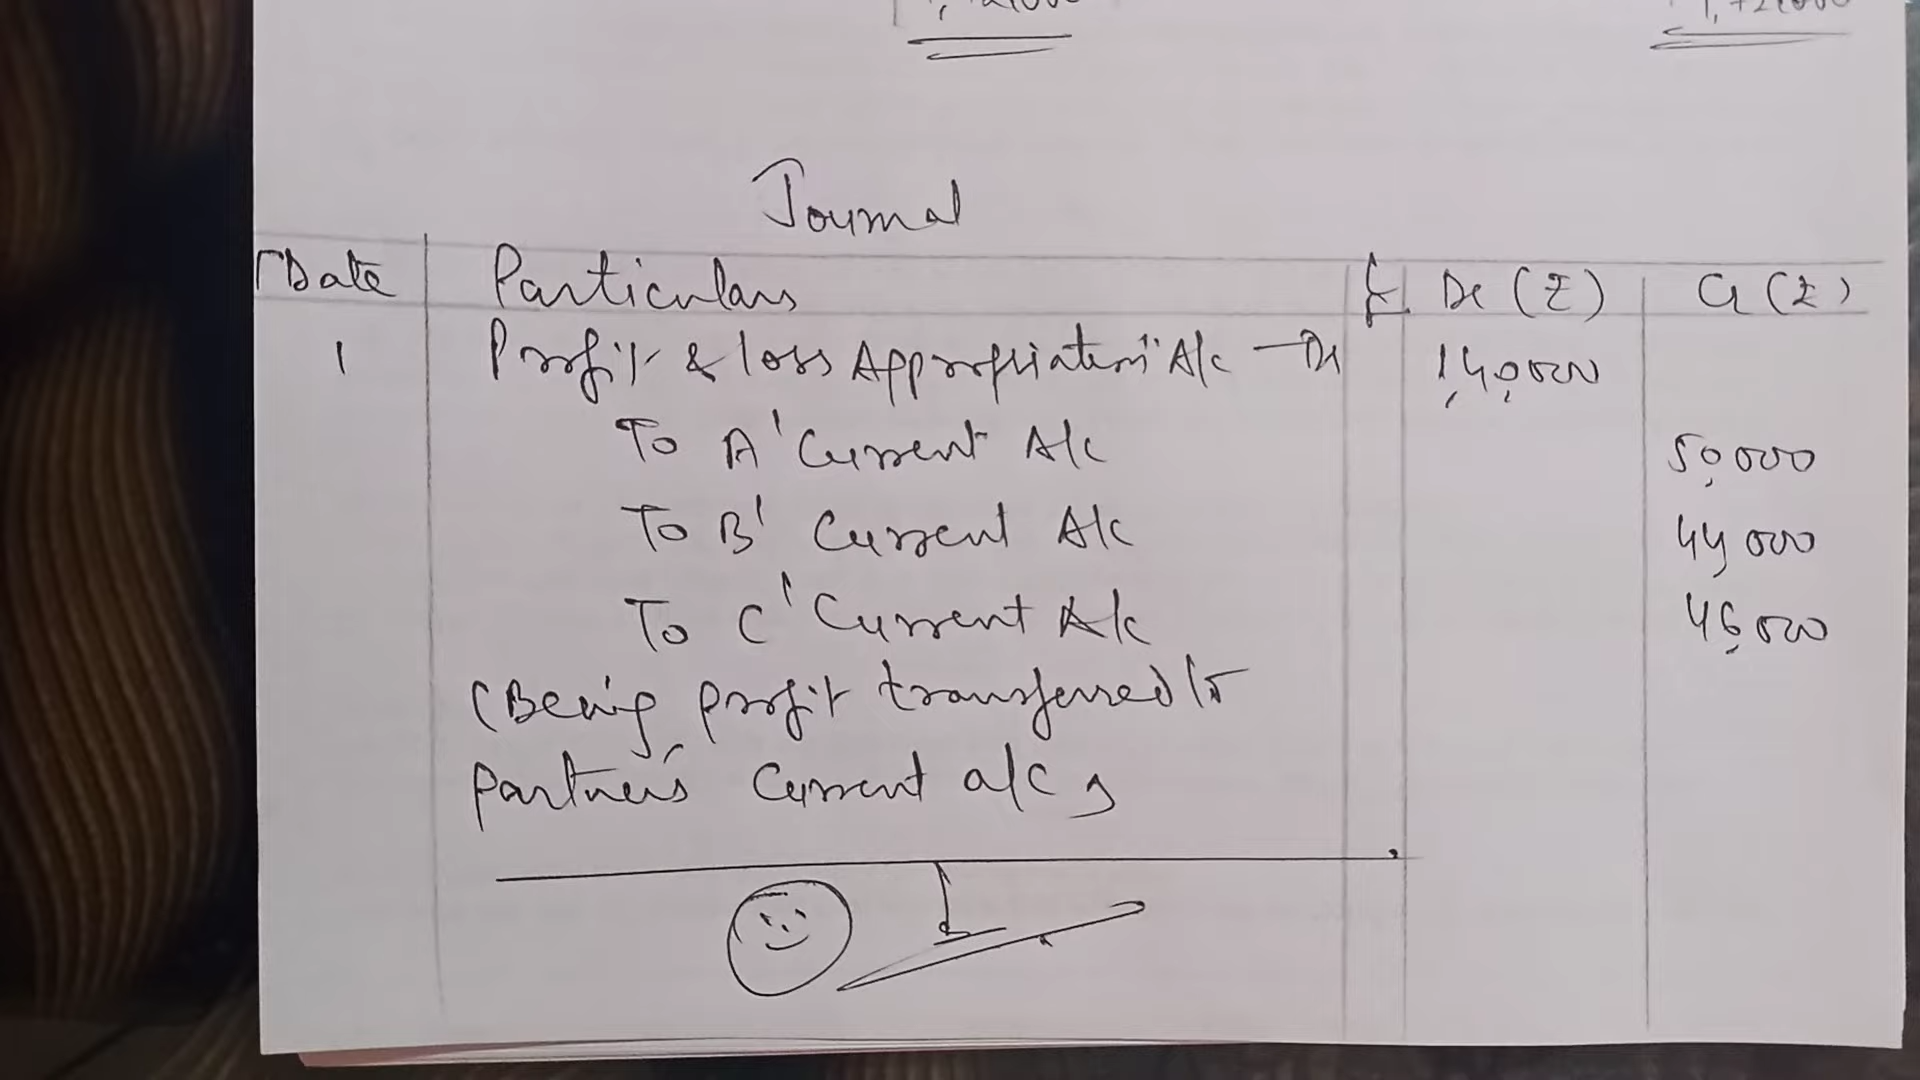 Journal
Date Particulars L.F. Dr (₹) Cr (₹)
1 Profit & loss Appropriation A/c - Dr 1,40,000
To A' Current A/c 50,000
To B' Current A/c 44,000
To C' Current A/c 46,000
(Being profit transferred to
partner's current a/c s